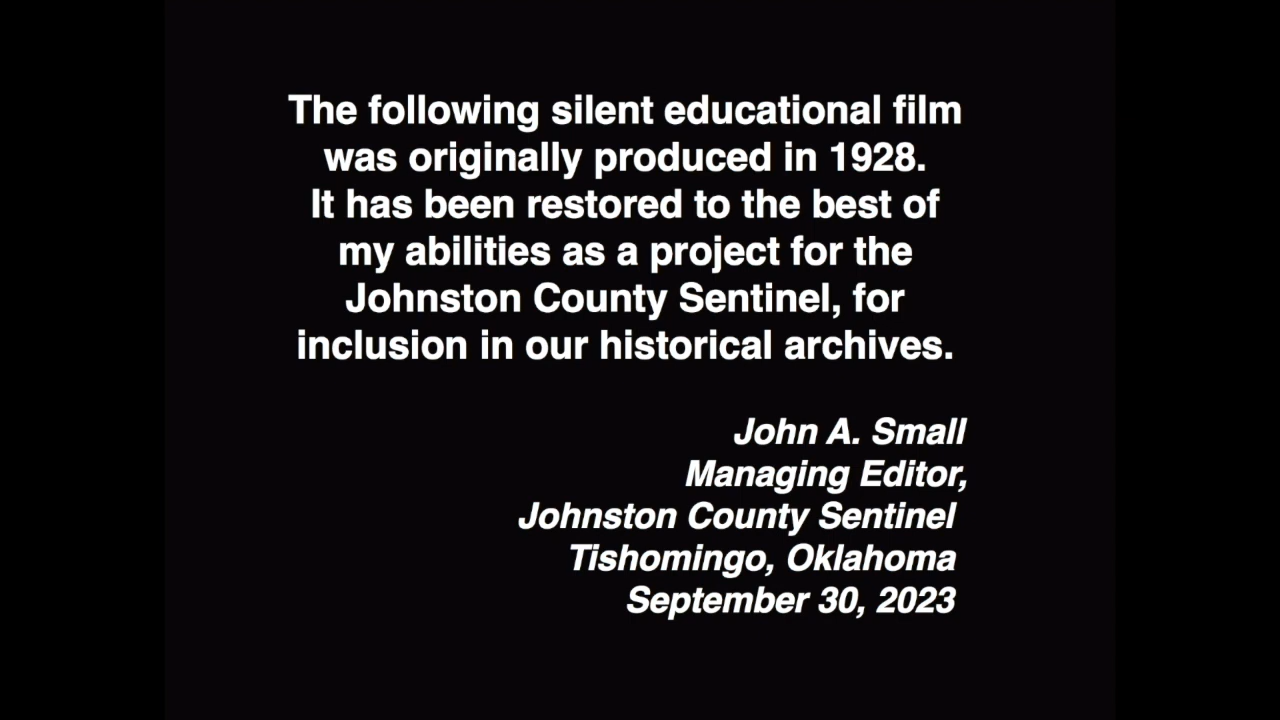 The following silent educational film
was originally produced in 1928.
It has been restored to the best of
my abilities as a project for the
Johnston County Sentinel, for
inclusion in our historical archives.
John A. Small
Managing Editor,
Johnston County Sentinel
Tishomingo, Oklahoma
September 30, 2023